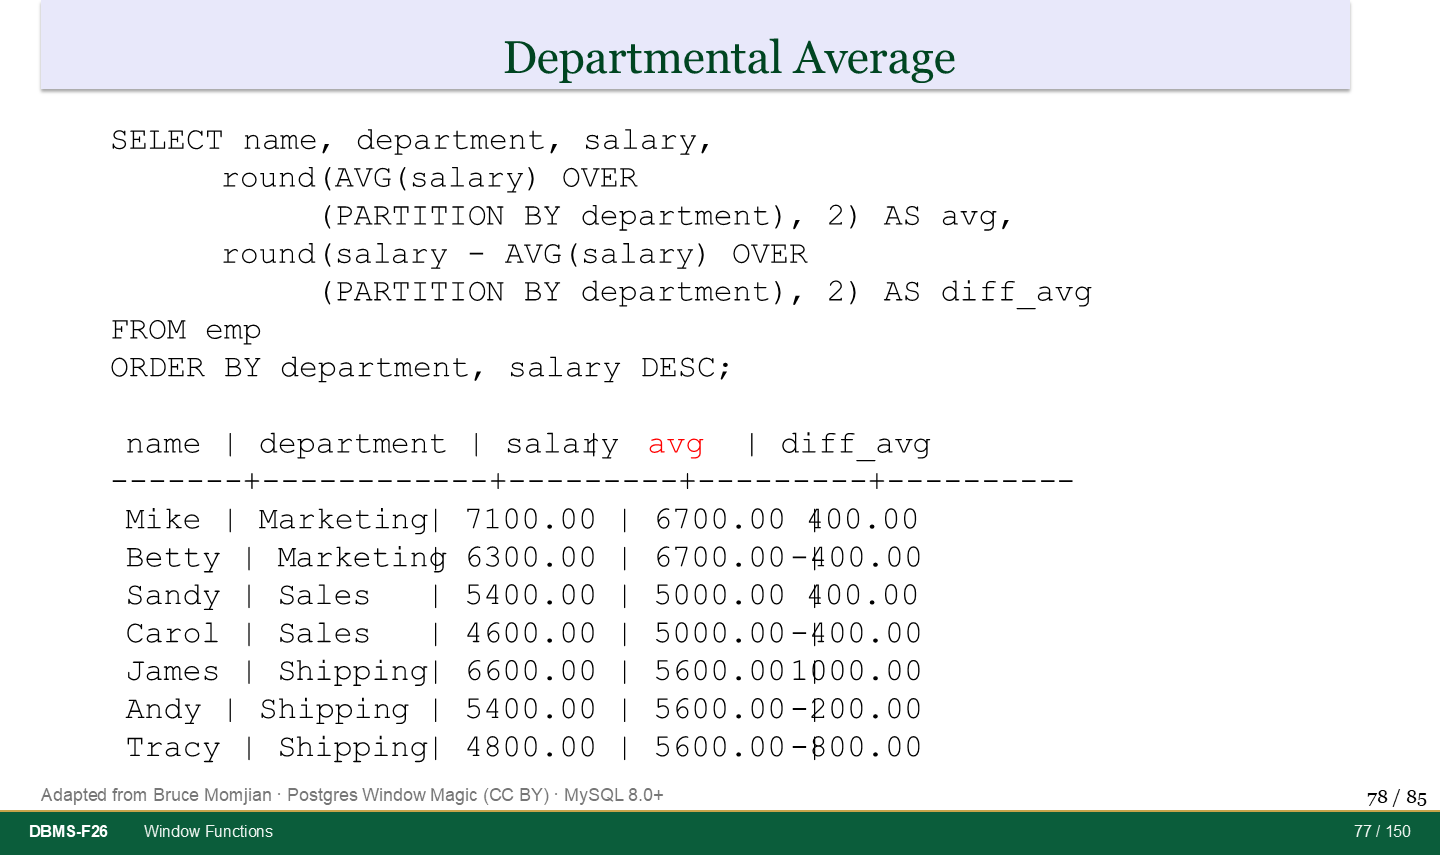 Departmental Average
SELECT name, department, salary,
round(AVG(salary) OVER
(PARTITION BY department), 2) AS avg,
round(salary - AVG(salary) OVER
(PARTITION BY department), 2) AS diff_avg
FROM emp
ORDER BY department, salary DESC;
name | department | salary | avg | diff_avg
-------+------------+---------+---------+----------
Mike | Marketing| 7100.00 | 6700.00 | 400.00
Betty | Marketing | 6300.00 | 6700.00 | -400.00
Sandy | Sales | 5400.00 | 5000.00 | 400.00
Carol | Sales | 4600.00 | 5000.00 | -400.00
James | Shipping| 6600.00 | 5600.00 | 1000.00
Andy | Shipping | 5400.00 | 5600.00 | -200.00
Tracy | Shipping| 4800.00 | 5600.00 | -800.00
Adapted from Bruce Momjian · Postgres Window Magic (CC BY) · MySQL 8.0+
78 / 85
DBMS-F26 Window Functions 77 / 150